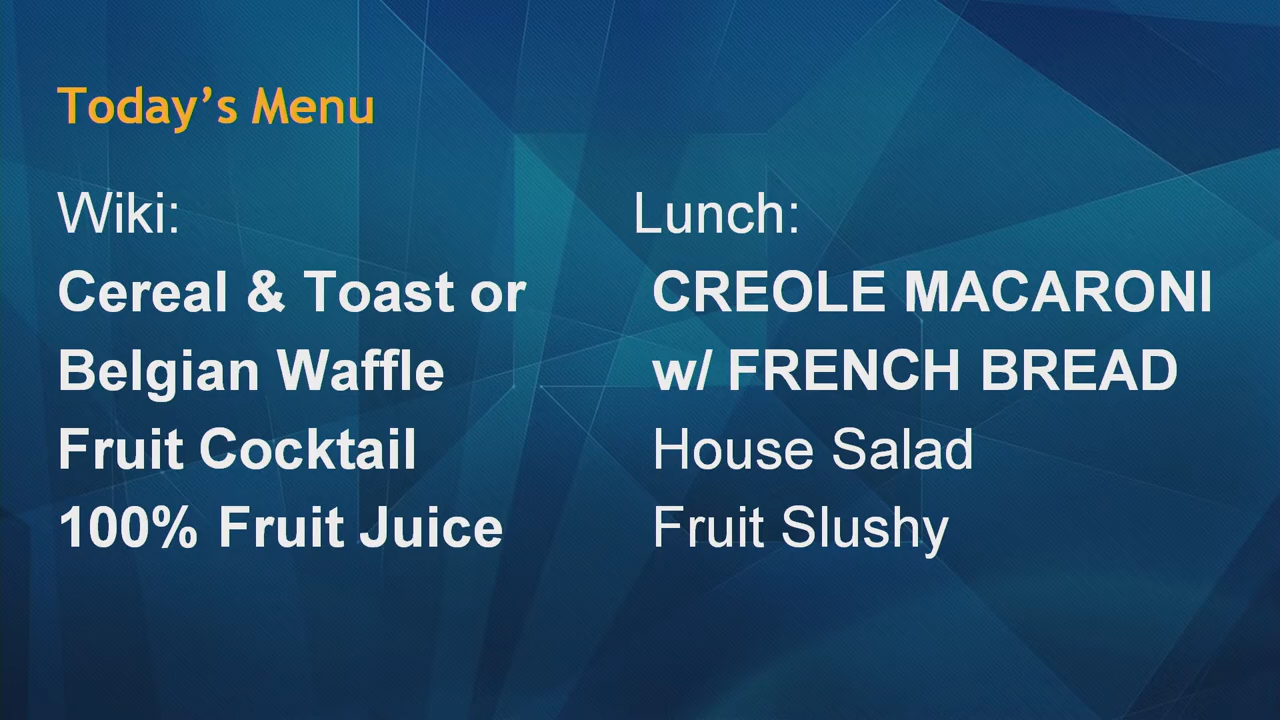 Today's Menu
Wiki:
Cereal & Toast or
Belgian Waffle
Fruit Cocktail
100% Fruit Juice
Lunch:
CREOLE MACARONI
w/ FRENCH BREAD
House Salad
Fruit Slushy